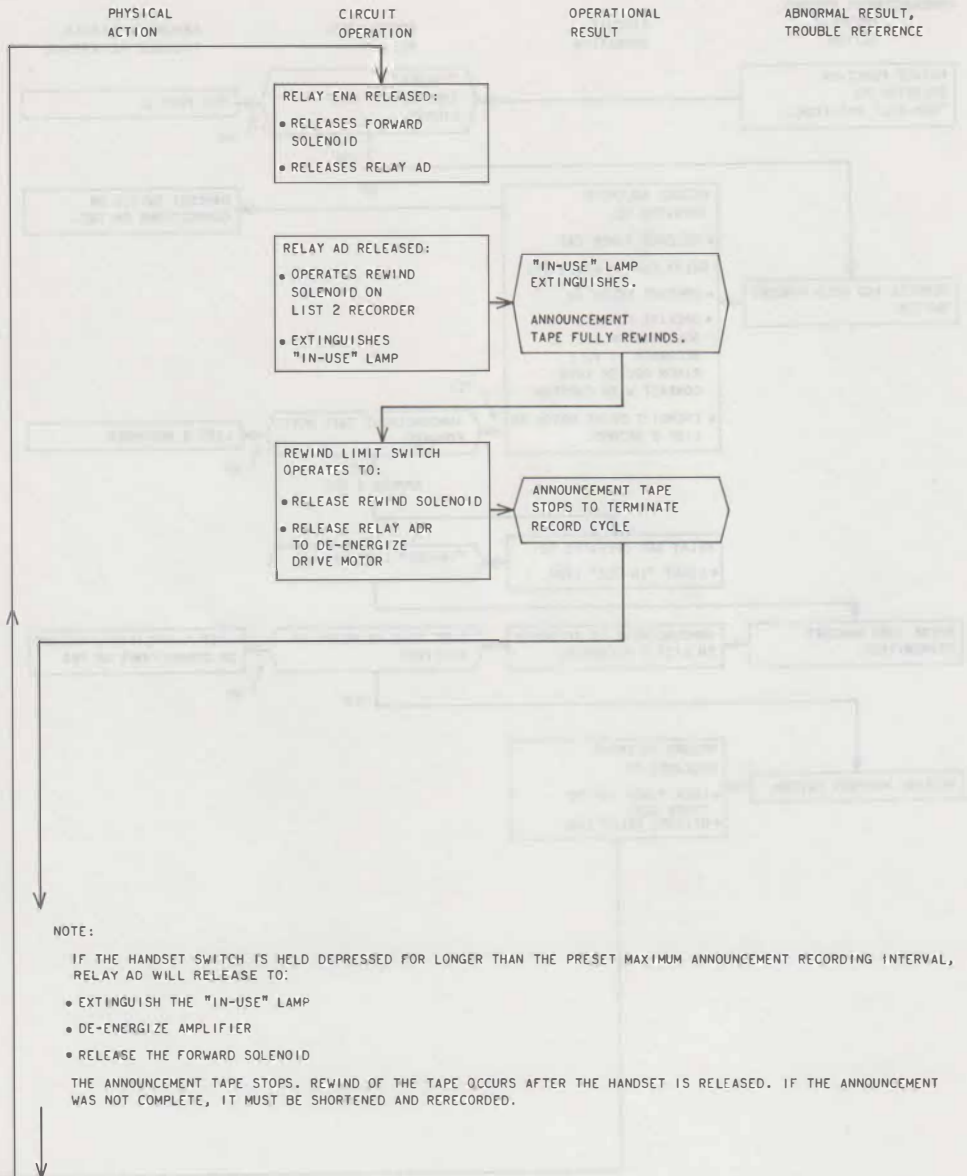 PHYSICAL
ACTION
CIRCUIT
OPERATION
OPERATIONAL
RESULT
ABNORMAL RESULT,
TROUBLE REFERENCE
RELAY ENA RELEASED:
• RELEASES FORWARD
SOLENOID
• RELEASES RELAY AD
RELAY AD RELEASED:
• OPERATES REWIND
SOLENOID ON
LIST 2 RECORDER
• EXTINGUISHES
"IN-USE" LAMP
"IN-USE" LAMP
EXTINGUISHES.
ANNOUNCEMENT
TAPE FULLY REWINDS.
REWIND LIMIT SWITCH
OPERATES TO:
• RELEASE REWIND SOLENOID
• RELEASE RELAY ADR
TO DE-ENERGIZE
DRIVE MOTOR
ANNOUNCEMENT TAPE
STOPS TO TERMINATE
RECORD CYCLE
NOTE:
IF THE HANDSET SWITCH IS HELD DEPRESSED FOR LONGER THAN THE PRESET MAXIMUM ANNOUNCEMENT RECORDING INTERVAL,
RELAY AD WILL RELEASE TO:
• EXTINGUISH THE "IN-USE" LAMP
• DE-ENERGIZE AMPLIFIER
• RELEASE THE FORWARD SOLENOID
THE ANNOUNCEMENT TAPE STOPS. REWIND OF THE TAPE OCCURS AFTER THE HANDSET IS RELEASED. IF THE ANNOUNCEMENT
WAS NOT COMPLETE, IT MUST BE SHORTENED AND RERECORDED.